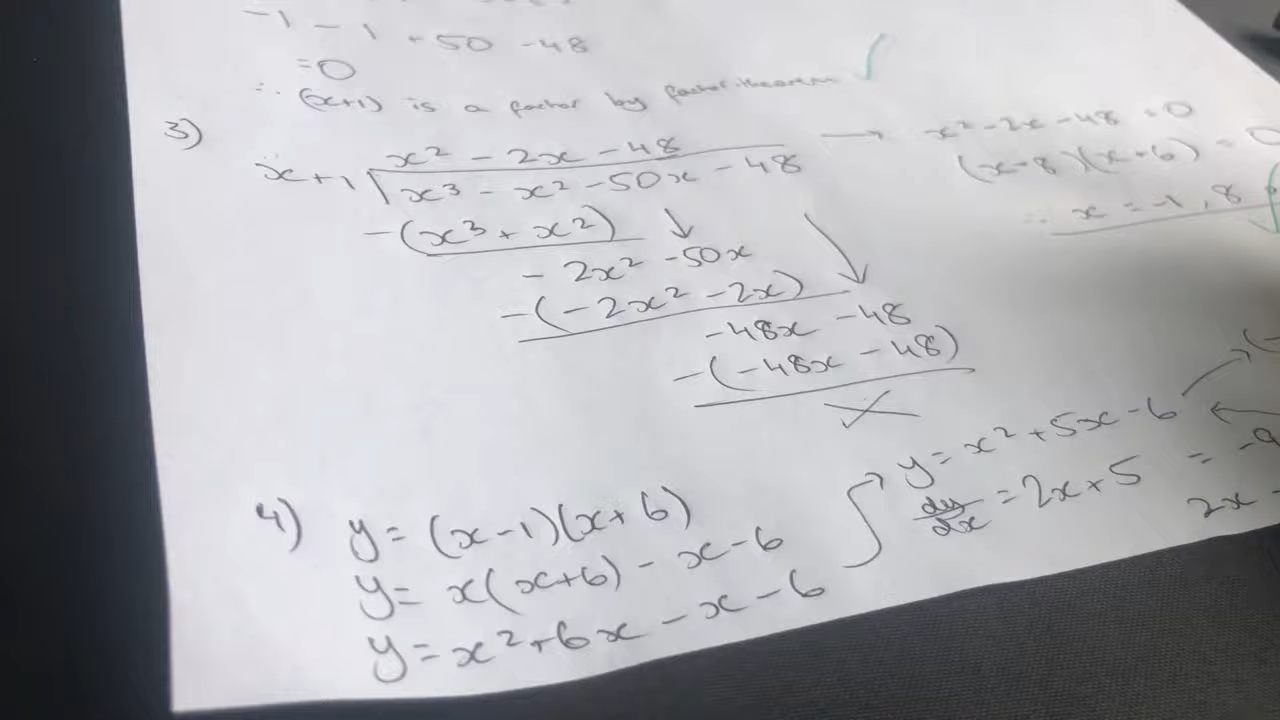 -1 - 1 + 50 - 48
= 0
∴ (x+1) is a factor by factor theorem ✓
3)
x² - 2x - 48
x+1 | x³ - x² - 50x - 48
-(x³ + x²)
- 2x² - 50x
-(-2x² - 2x)
-48x - 48
-(-48x - 48)
→ x² - 2x - 48 = 0
(x-8)(x+6) = 0
∴ x = -1, 8
4) y = (x-1)(x+6)
y = x(x+6) - x - 6
y = x² + 6x - x - 6
y = x² + 5x - 6
dy/dx = 2x + 5
= -9
2x